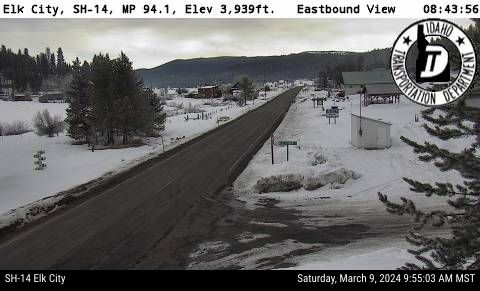 Elk City, SH-14, MP 94.1, Elev 3,939ft. Eastbound View 08:43:56
IDAHO
TRANSPORTATION DEPARTMENT
SH-14 Elk City Saturday, March 9, 2024 9:55:03 AM MST